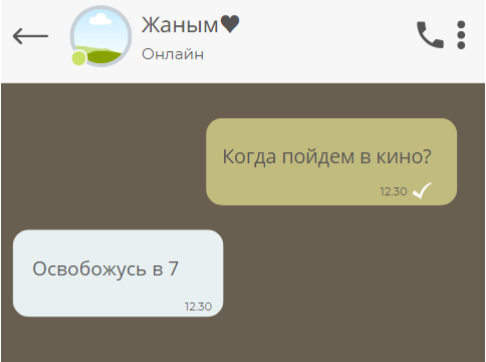 Жаным♥
Онлайн
Когда пойдем в кино?
12.30
Освобожусь в 7
12.30